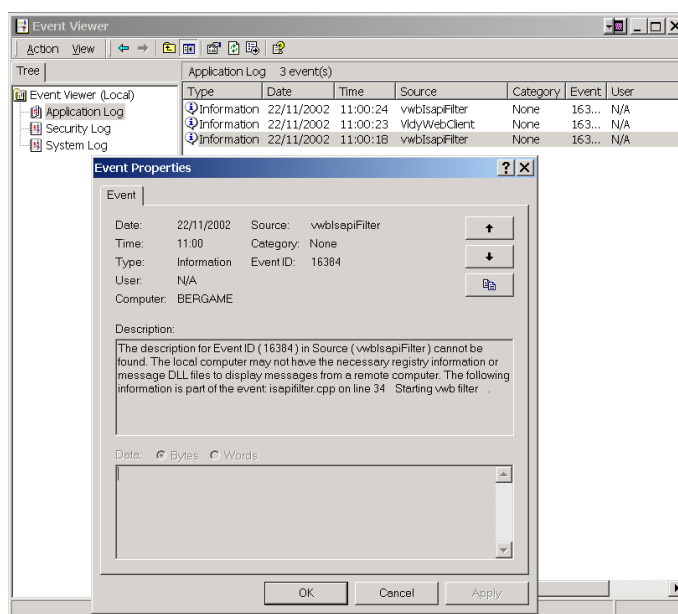 Event Viewer
Action View
Tree
Application Log 3 event(s)
Event Viewer (Local)
Application Log
Security Log
System Log
Type Date Time Source Category Event User
Information 22/11/2002 11:00:24 vwbIsapiFilter None 163... N/A
Information 22/11/2002 11:00:23 VldyWebClient None 163... N/A
Information 22/11/2002 11:00:18 vwbIsapiFilter None 163... N/A
Event Properties
Event
Date: 22/11/2002 Source: vwbIsapiFilter
Time: 11:00 Category: None
Type: Information Event ID: 16384
User: N/A
Computer: BERGAME
Description:
The description for Event ID ( 16384 ) in Source ( vwbIsapiFilter ) cannot be
found. The local computer may not have the necessary registry information or
message DLL files to display messages from a remote computer. The following
information is part of the event: isapifilter.cpp on line 34 Starting vwb filter .
Data: Bytes Words
OK Cancel Apply